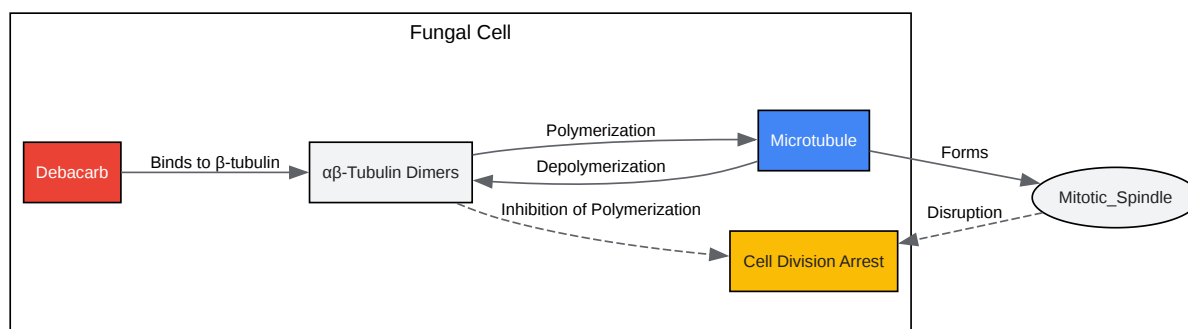 Fungal Cell
Debacarb
Binds to β-tubulin
αβ-Tubulin Dimers
Polymerization
Depolymerization
Inhibition of Polymerization
Microtubule
Cell Division Arrest
Forms
Disruption
Mitotic_Spindle